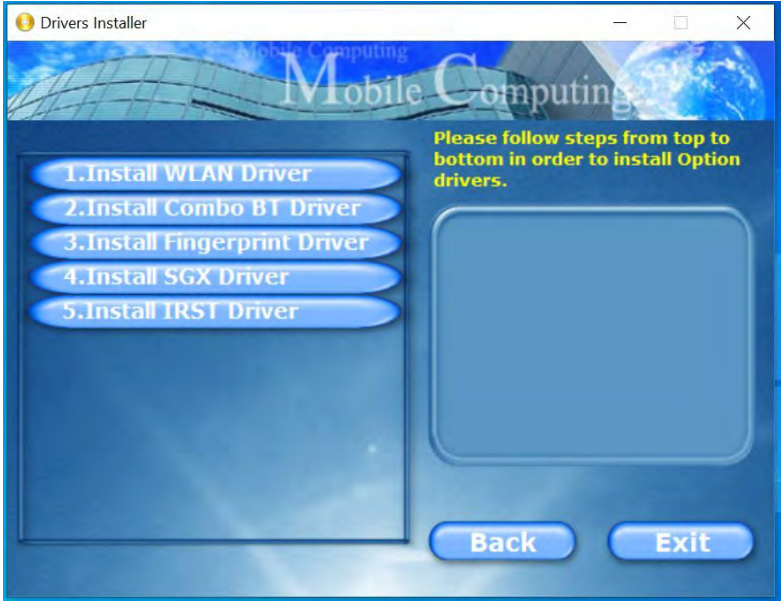 Drivers Installer
Mobile Computing
Mobile Computing
Please follow steps from top to
bottom in order to install Option
drivers.
1.Install WLAN Driver
2.Install Combo BT Driver
3.Install Fingerprint Driver
4.Install SGX Driver
5.Install IRST Driver
Back
Exit